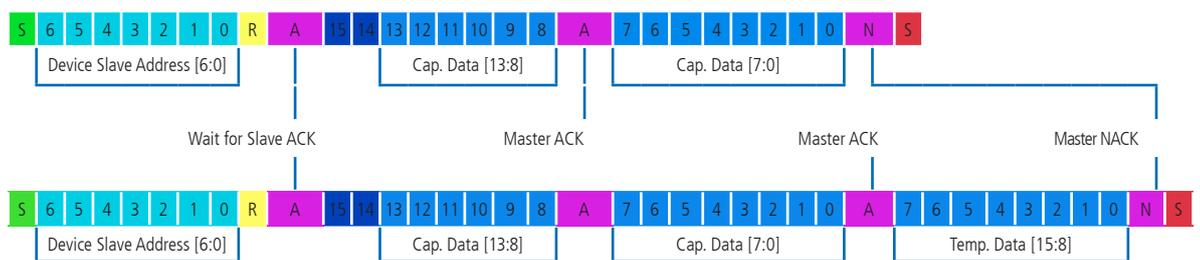 S 6 5 4 3 2 1 0 R A 15 14 13 12 11 10 9 8 A 7 6 5 4 3 2 1 0 N S
Device Slave Address [6:0] Cap. Data [13:8] Cap. Data [7:0]
Wait for Slave ACK Master ACK Master ACK Master NACK
S 6 5 4 3 2 1 0 R A 15 14 13 12 11 10 9 8 A 7 6 5 4 3 2 1 0 A 7 6 5 4 3 2 1 0 N S
Device Slave Address [6:0] Cap. Data [13:8] Cap. Data [7:0] Temp. Data [15:8]